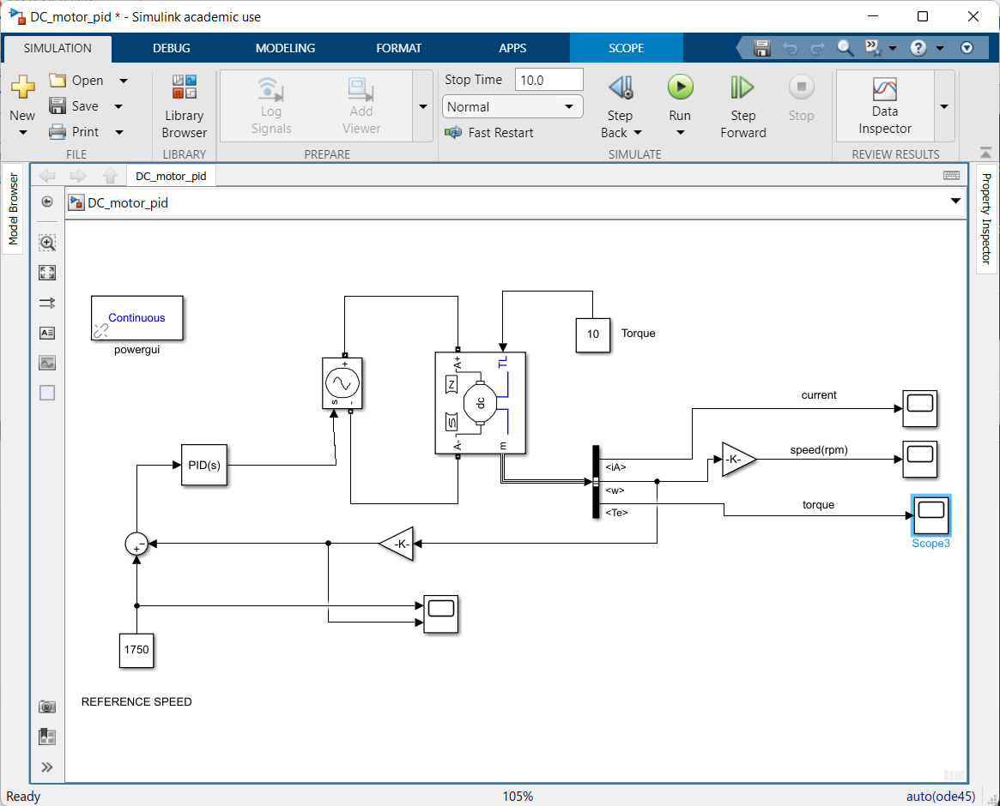 DC_motor_pid * - Simulink academic use
SIMULATION DEBUG MODELING FORMAT APPS SCOPE
New
Open
Save
Print
FILE
Library
Browser
LIBRARY
Log
Signals
Add
Viewer
PREPARE
Stop Time 10.0
Normal
Fast Restart
Step
Back
Run
Step
Forward
Stop
SIMULATE
Data
Inspector
REVIEW RESULTS
Model Browser
DC_motor_pid
DC_motor_pid
Property Inspector
Continuous
powergui
+
s
-
A+
TL
dc
A-
m
10
Torque
current
speed(rpm)
-K-
<iA>
<w>
<Te>
torque
Scope3
PID(s)
-K-
+
−
1750
REFERENCE SPEED
Ready
105%
auto(ode45)